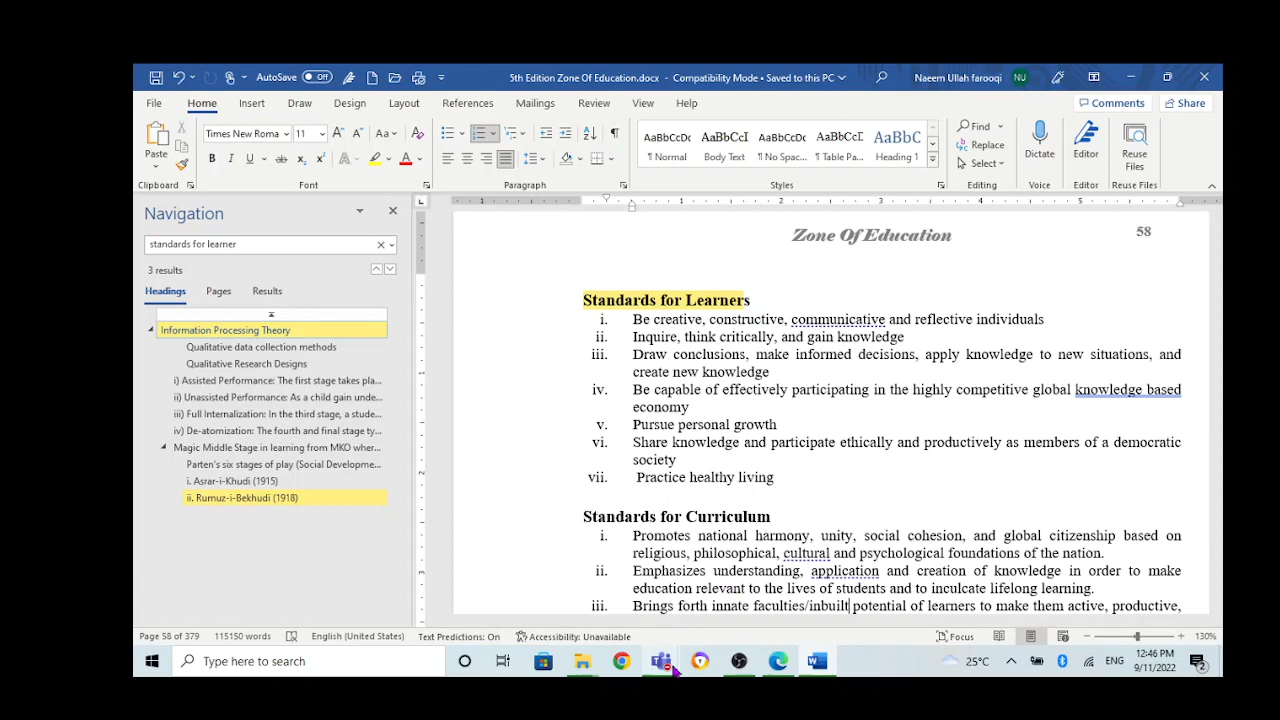 AutoSave Off 5th Edition Zone Of Education.docx - Compatibility Mode • Saved to this PC Naeem Ullah farooqi NU
File Home Insert Draw Design Layout References Mailings Review View Help Comments Share
Times New Roma 11 A A Aa A
Paste B I U ab x₂ x² A A
AaBbCcDc AaBbCcI AaBbCcDc AaBbCcDc AaBbC
¶ Normal Body Text ¶ No Spac... ¶ Table Pa... Heading 1
Find
Replace
Select
Dictate Editor Reuse Files
Clipboard Font Paragraph Styles Editing Voice Editor Reuse Files
Navigation
standards for learner
3 results
Headings Pages Results
Information Processing Theory
Qualitative data collection methods
Qualitative Research Designs
i) Assisted Performance: The first stage takes pla...
ii) Unassisted Performance: As a child gain unde...
iii) Full Internalization: In the third stage, a stude...
iv) De-atomization: The fourth and final stage ty...
Magic Middle Stage in learning from MKO wher...
Parten's six stages of play (Social Developme...
i. Asrar-i-Khudi (1915)
ii. Rumuz-i-Bekhudi (1918)
1 1 2 3 4 5
1
2
3
Zone Of Education 58
Standards for Learners
i. Be creative, constructive, communicative and reflective individuals
ii. Inquire, think critically, and gain knowledge
iii. Draw conclusions, make informed decisions, apply knowledge to new situations, and
create new knowledge
iv. Be capable of effectively participating in the highly competitive global knowledge based
economy
v. Pursue personal growth
vi. Share knowledge and participate ethically and productively as members of a democratic
society
vii. Practice healthy living
Standards for Curriculum
i. Promotes national harmony, unity, social cohesion, and global citizenship based on
religious, philosophical, cultural and psychological foundations of the nation.
ii. Emphasizes understanding, application and creation of knowledge in order to make
education relevant to the lives of students and to inculcate lifelong learning.
iii. Brings forth innate faculties/inbuilt potential of learners to make them active, productive,
Page 58 of 379 115150 words English (United States) Text Predictions: On Accessibility: Unavailable Focus 130%
Type here to search 25°C ENG 12:46 PM
9/11/2022 2